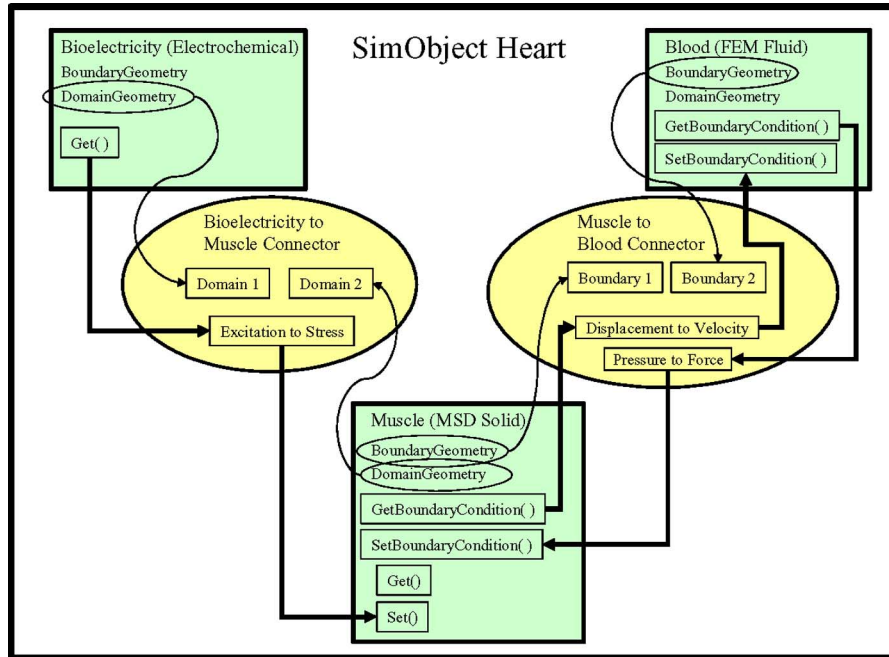 SimObject Heart
Bioelectricity (Electrochemical)
BoundaryGeometry
DomainGeometry
Get( )
Blood (FEM Fluid)
BoundaryGeometry
DomainGeometry
GetBoundaryCondition( )
SetBoundaryCondition( )
Bioelectricity to
Muscle Connector
Domain 1
Domain 2
Excitation to Stress
Muscle to
Blood Connector
Boundary 1
Boundary 2
Displacement to Velocity
Pressure to Force
Muscle (MSD Solid)
BoundaryGeometry
DomainGeometry
GetBoundaryCondition( )
SetBoundaryCondition( )
Get()
Set()